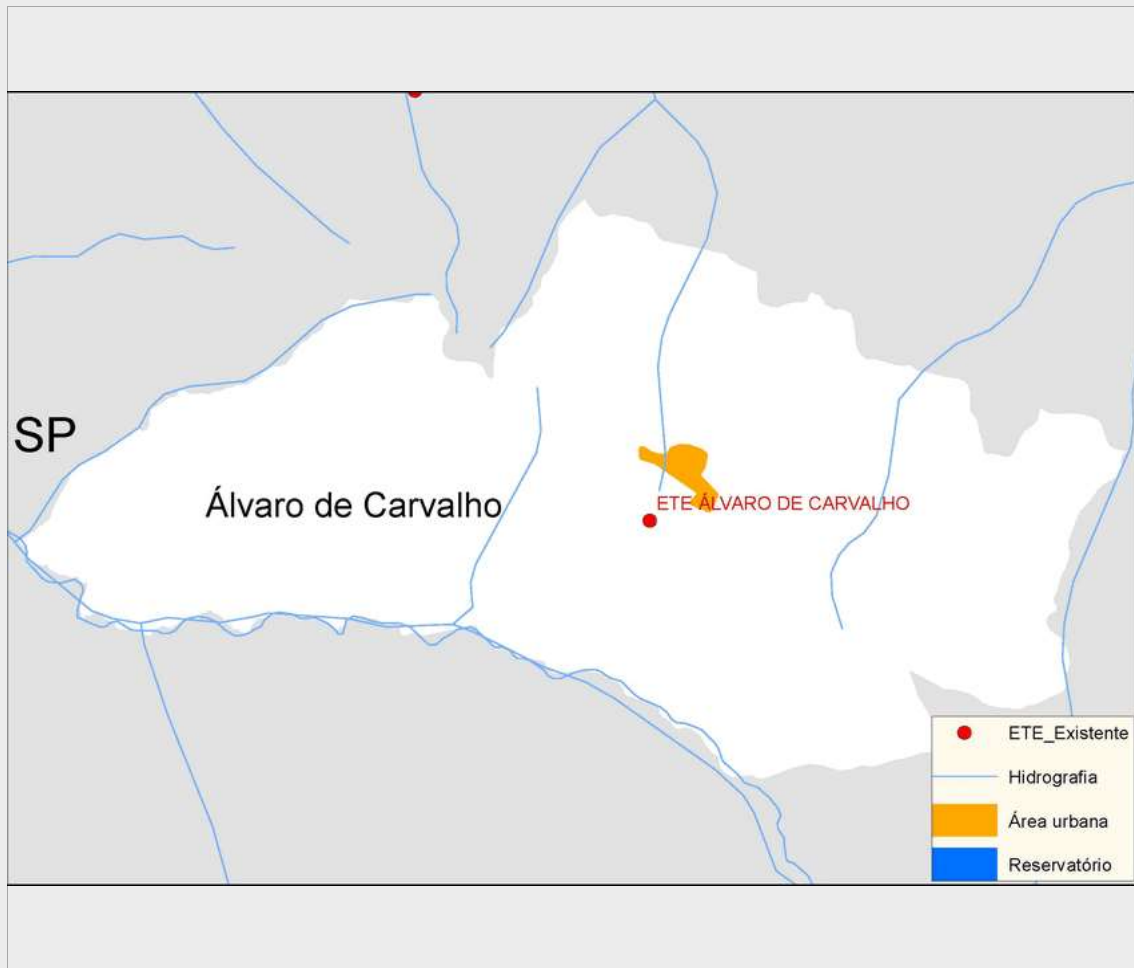 SP
Álvaro de Carvalho
ETE ÁLVARO DE CARVALHO
ETE_Existente
Hidrografia
Área urbana
Reservatório